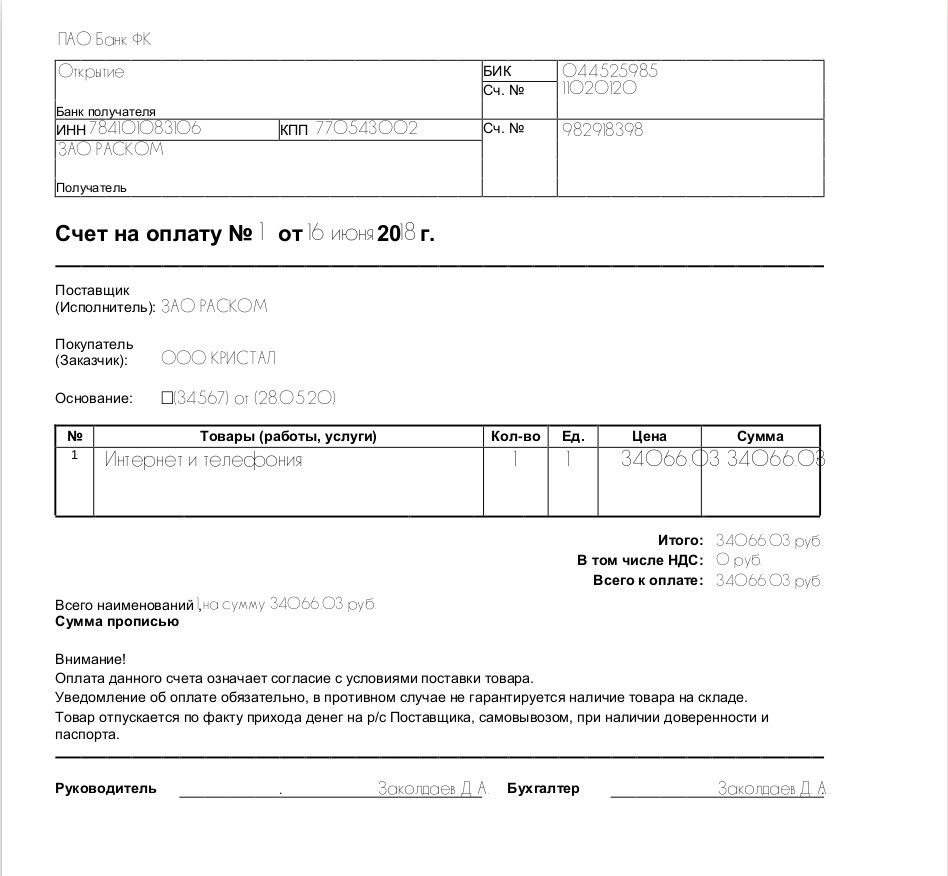 ПАО Банк ФК
Открытие
БИК 044525985
Сч. № 11020120
Банк получателя
ИНН 784101083106 КПП 770543002 Сч. № 982918398
ЗАО РАСКОМ
Получатель
Счет на оплату № 1 от 16 июня 2018 г.
Поставщик
(Исполнитель): ЗАО РАСКОМ
Покупатель
(Заказчик): ООО КРИСТАЛ
Основание: □(34567) от (28.05.20)
№ Товары (работы, услуги) Кол-во Ед. Цена Сумма
1 Интернет и телефония 1 1 34066.03 34066.03
Итого: 34066.03 руб.
В том числе НДС: 0 руб.
Всего к оплате: 34066.03 руб.
Всего наименований 1, на сумму 34066.03 руб.
Сумма прописью
Внимание!
Оплата данного счета означает согласие с условиями поставки товара.
Уведомление об оплате обязательно, в противном случае не гарантируется наличие товара на складе.
Товар отпускается по факту прихода денег на р/с Поставщика, самовывозом, при наличии доверенности и
паспорта.
Руководитель Заколдаев Д. А. Бухгалтер Заколдаев Д. А.